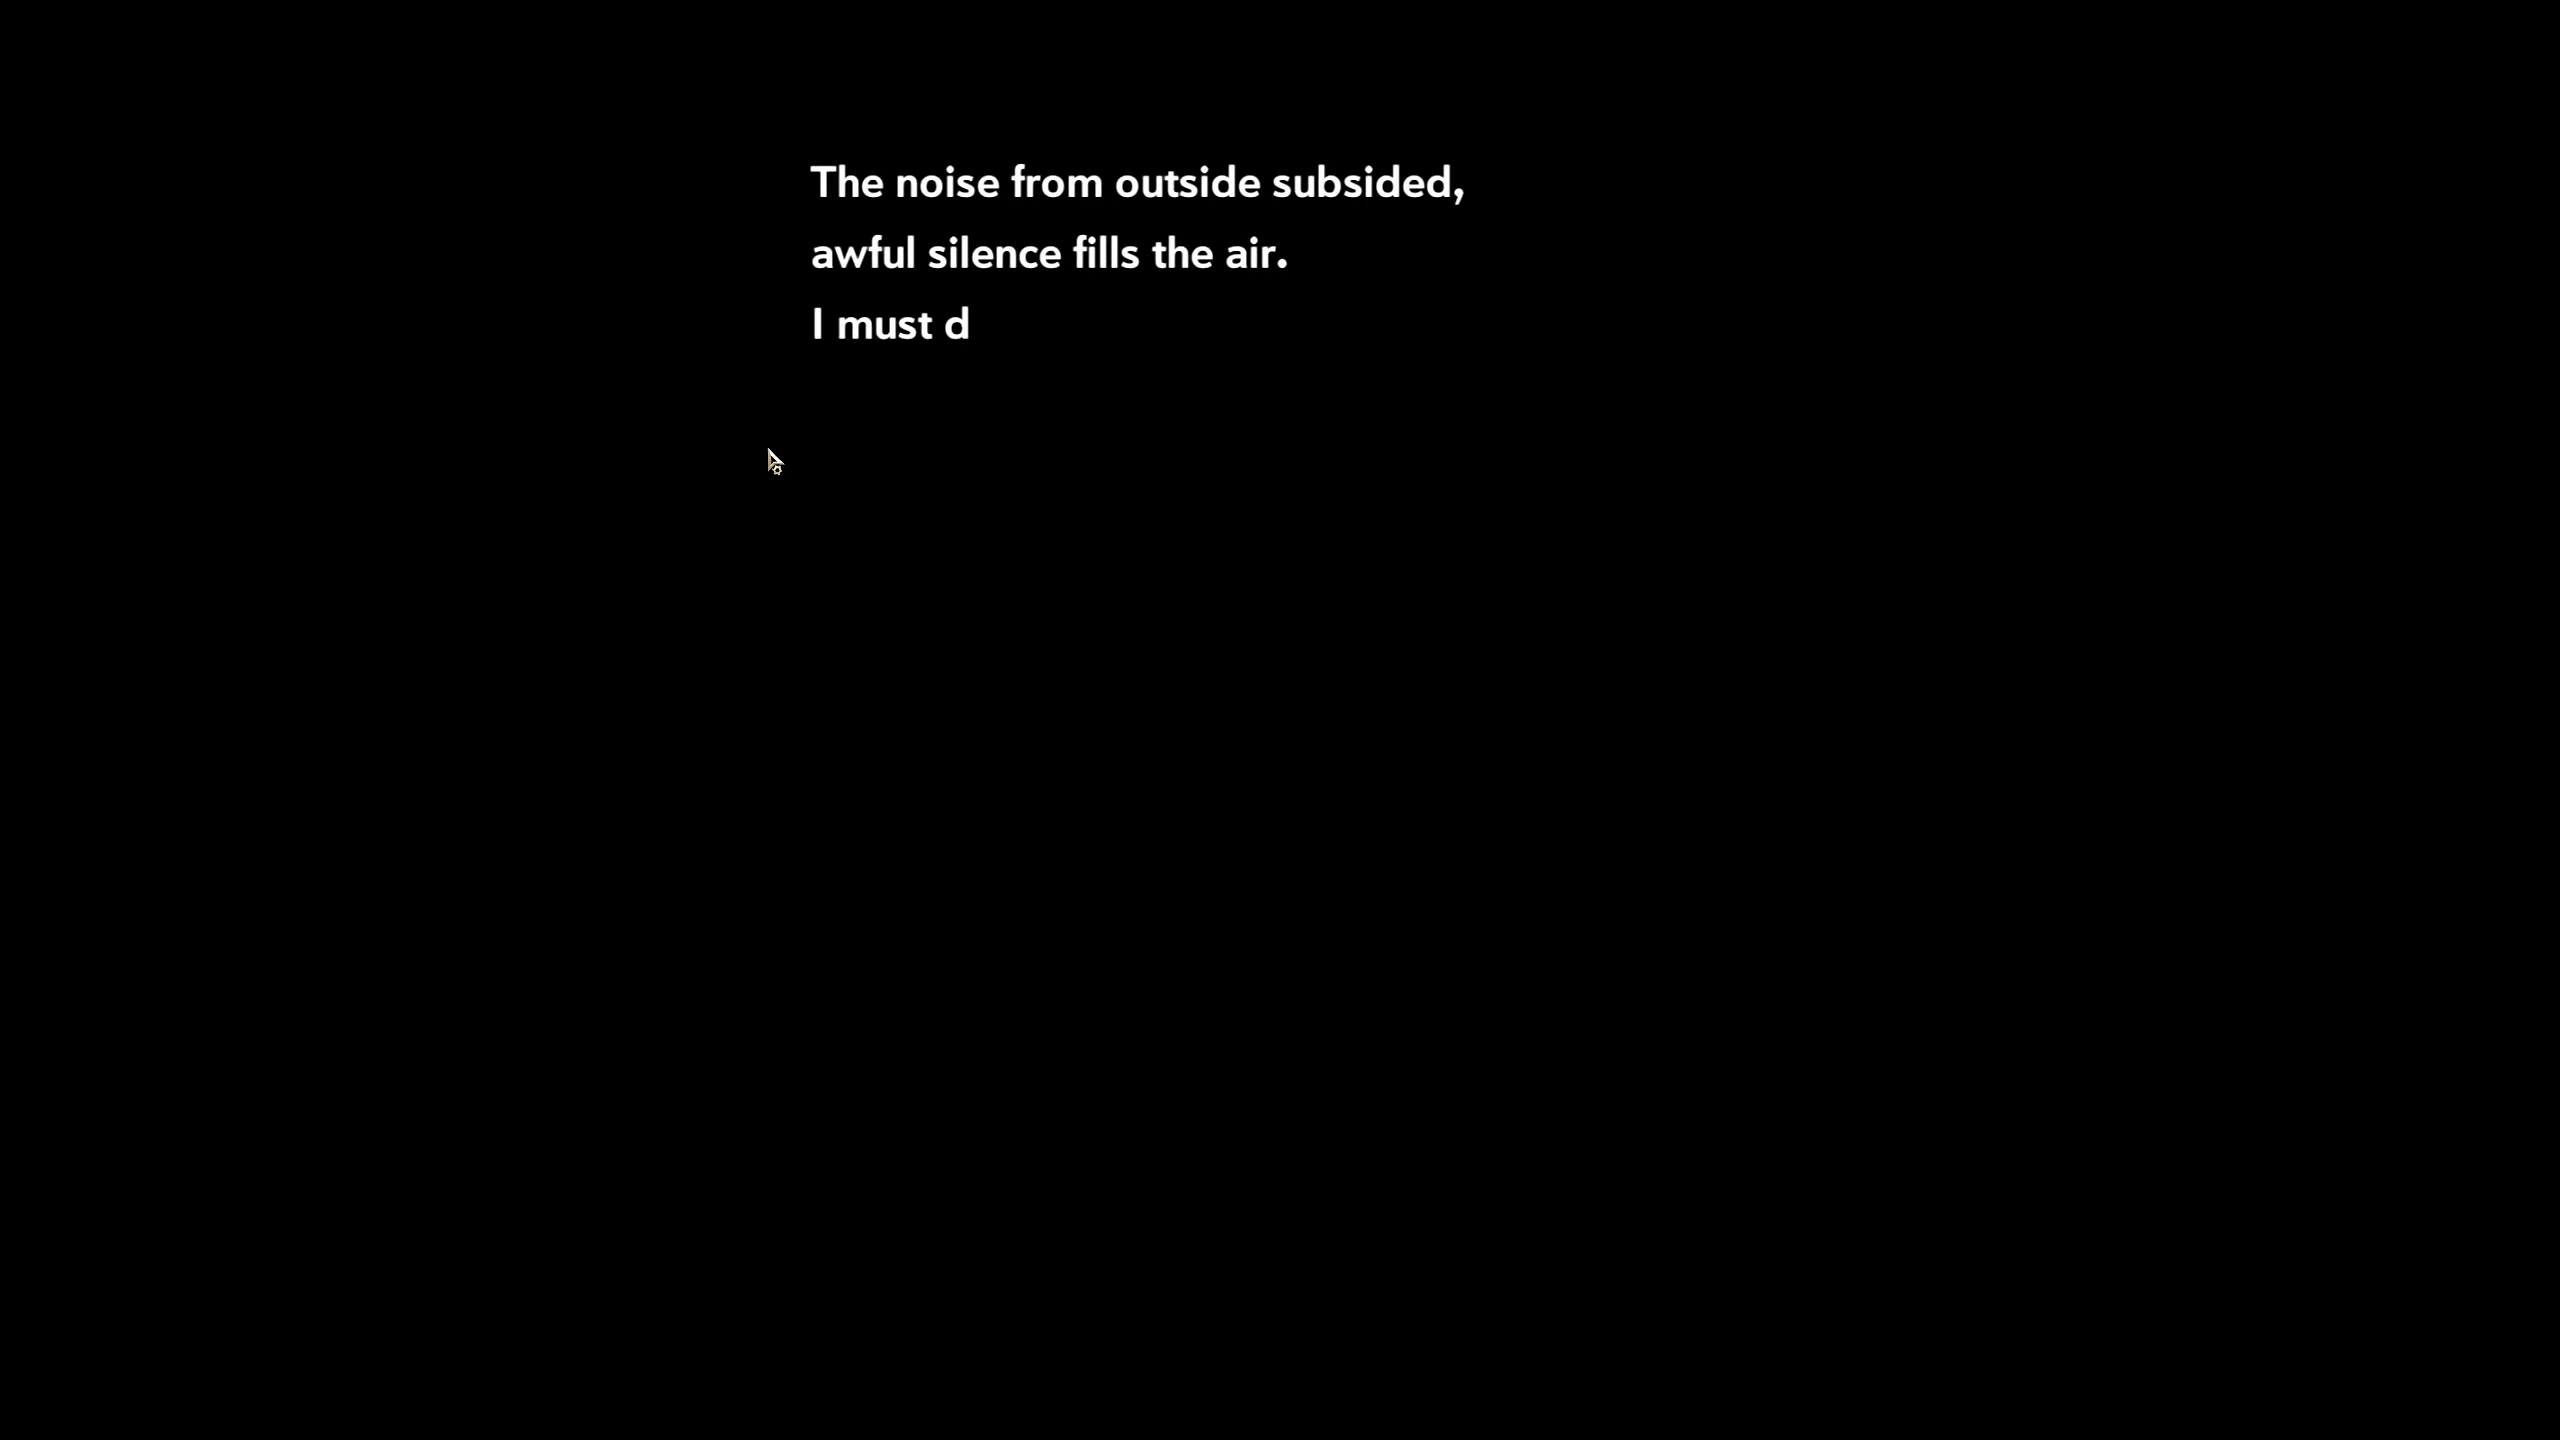 The noise from outside subsided,
awful silence fills the air.
I must d